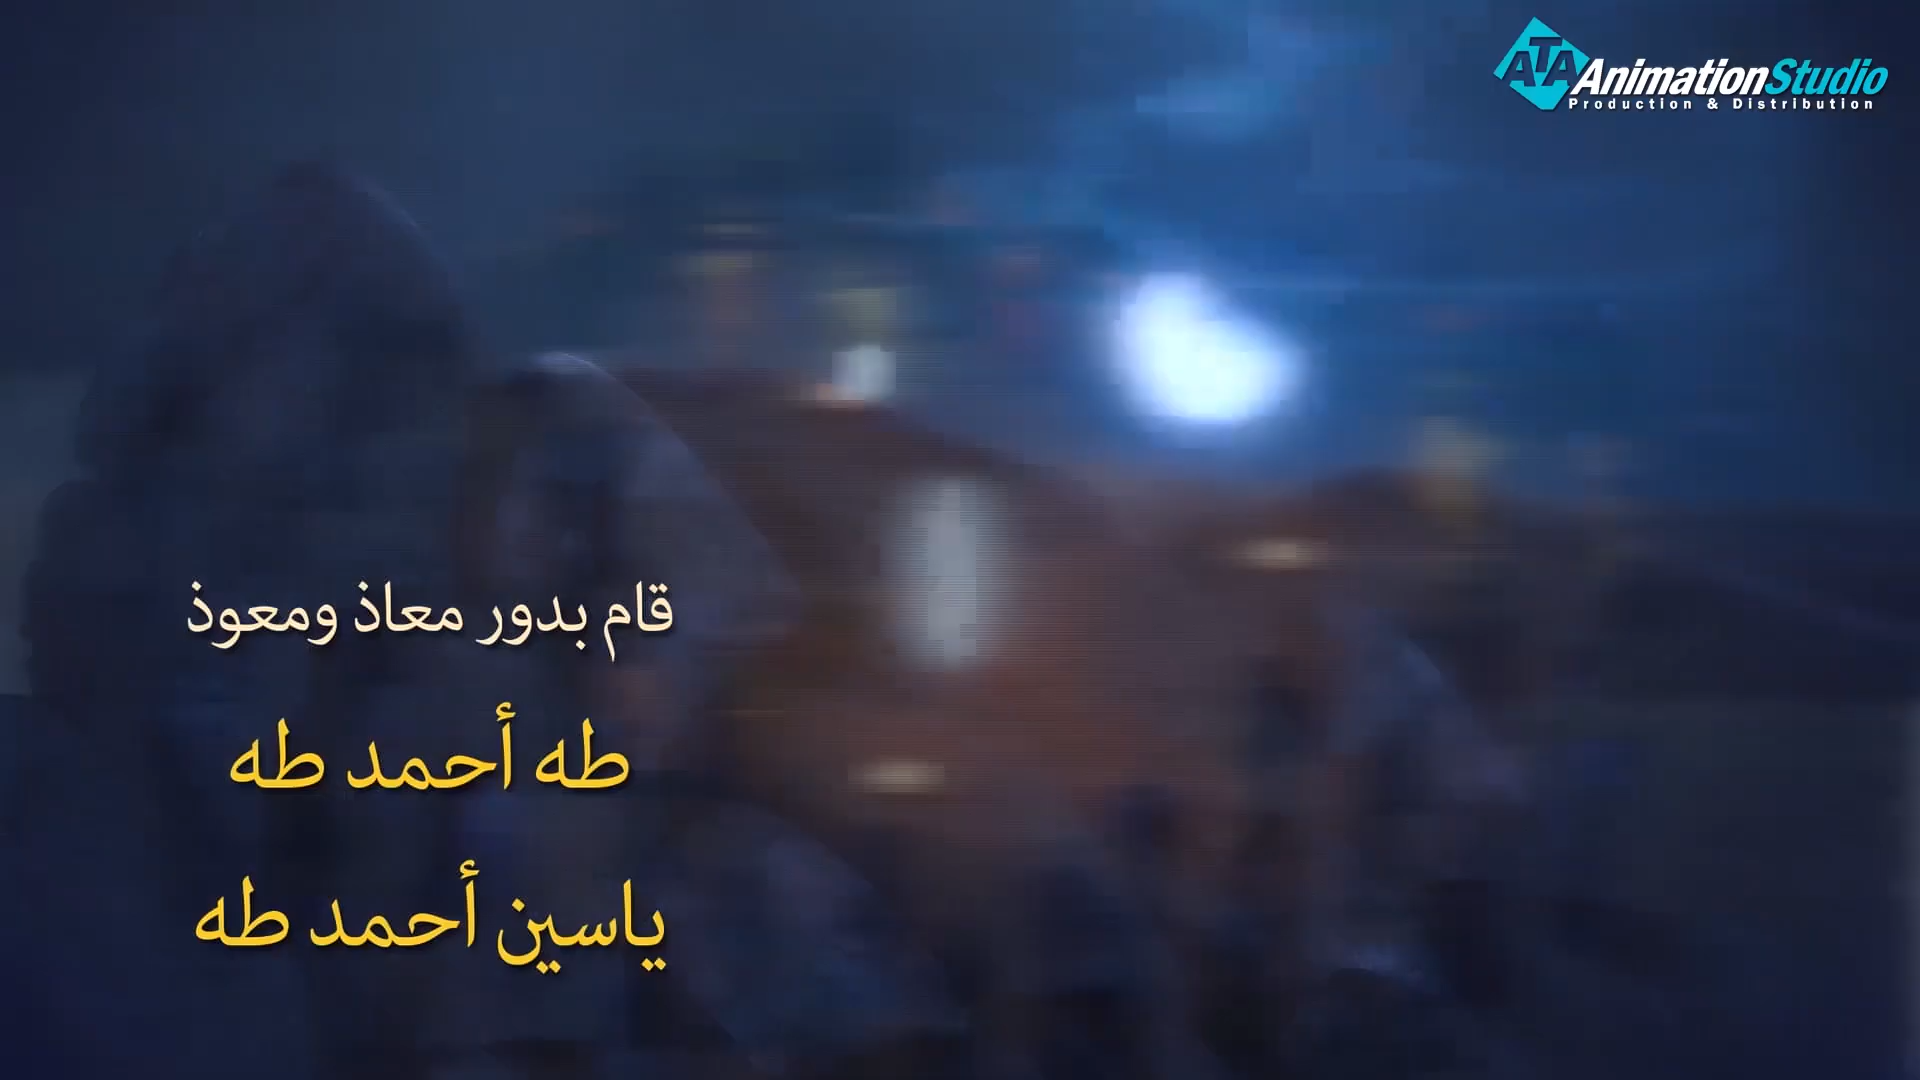 ATA AnimationStudio
Production & Distribution
قام بدور معاذ ومعوذ
طه أحمد طه
ياسين أحمد طه